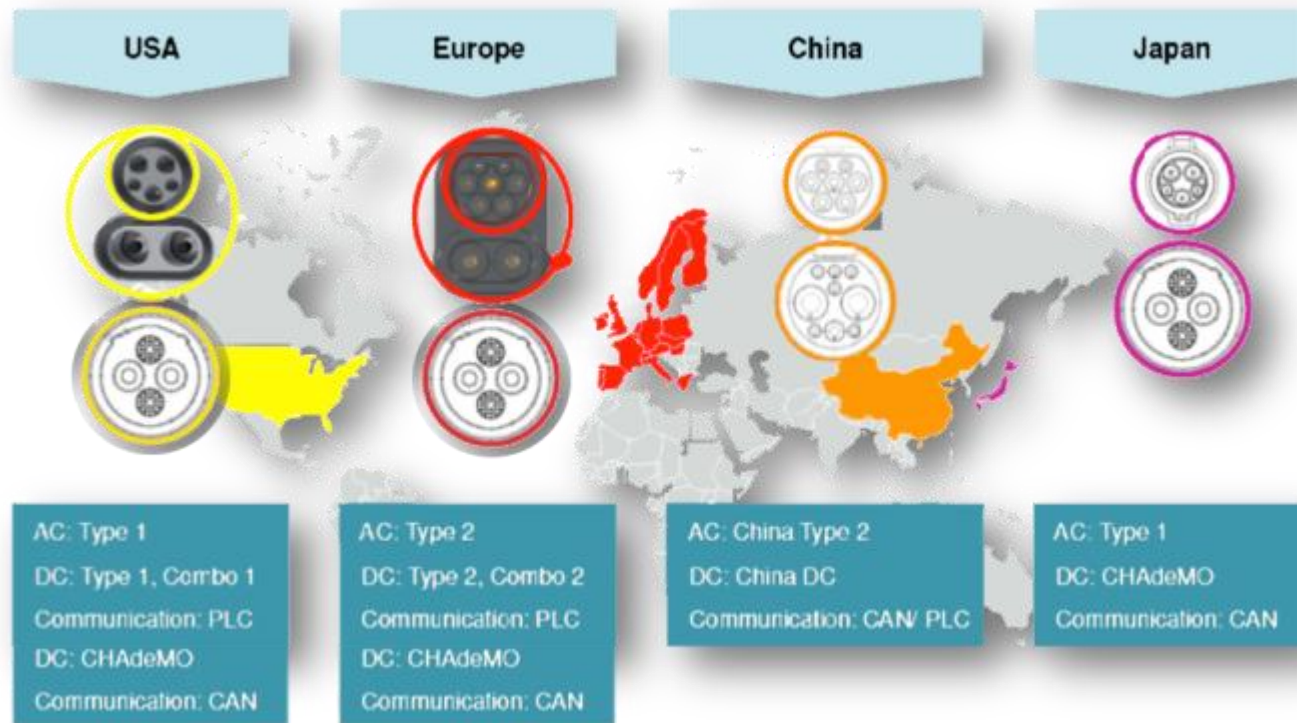 USA
Europe
China
Japan
AC: Type 1
DC: Type 1, Combo 1
Communication: PLC
DC: CHAdeMO
Communication: CAN
AC: Type 2
DC: Type 2, Combo 2
Communication: PLC
DC: CHAdeMO
Communication: CAN
AC: China Type 2
DC: China DC
Communication: CAN/ PLC
AC: Type 1
DC: CHAdeMO
Communication: CAN